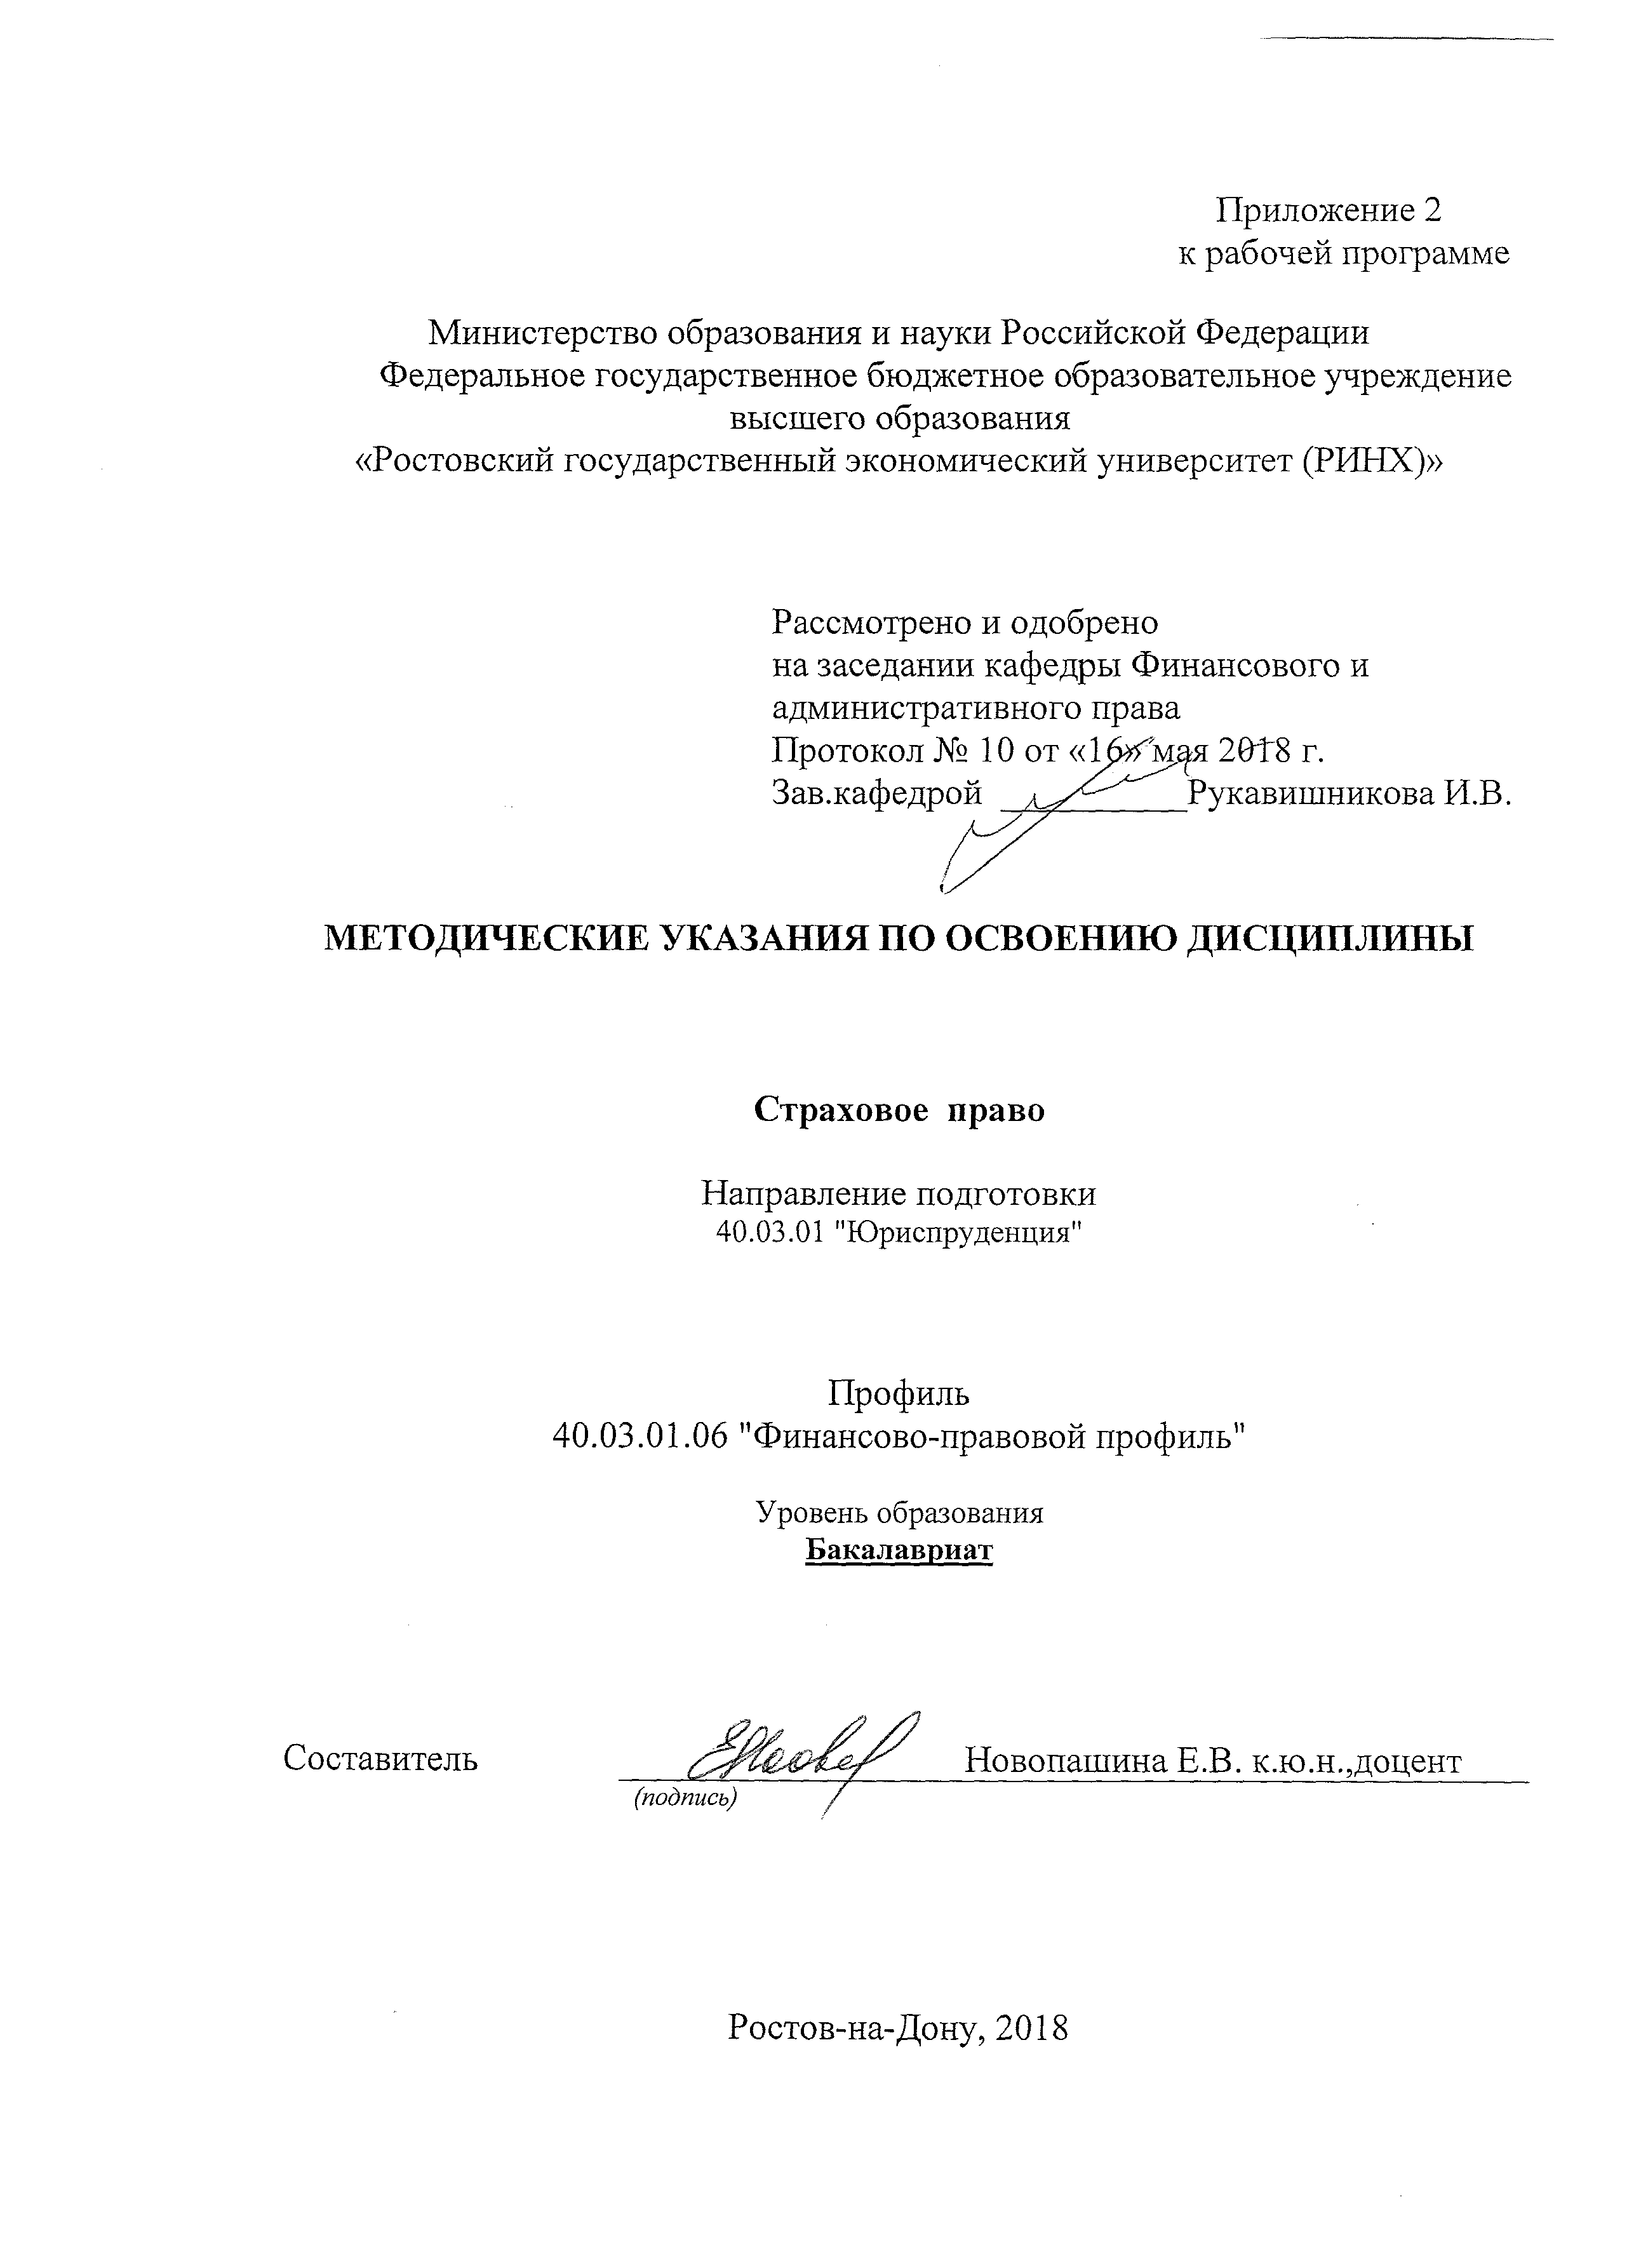 Приложение 2
к рабочей программе
Министерство образования и науки Российской Федерации
Федеральное государственное бюджетное образовательное учреждение
высшего образования
«Ростовский государственный экономический университет (РИНХ)»
Рассмотрено и одобрено
на заседании кафедры Финансового и
административного права
Протокол № 10 от «16» мая 2018 г.
Зав.кафедрой __________Рукавишникова И.В.
МЕТОДИЧЕСКИЕ УКАЗАНИЯ ПО ОСВОЕНИЮ ДИСЦИПЛИНЫ
Страховое право
Направление подготовки
40.03.01 "Юриспруденция"
Профиль
40.03.01.06 "Финансово-правовой профиль"
Уровень образования
Бакалавриат
Составитель Новопашина Е.В. к.ю.н.,доцент
(подпись)
Ростов-на-Дону, 2018